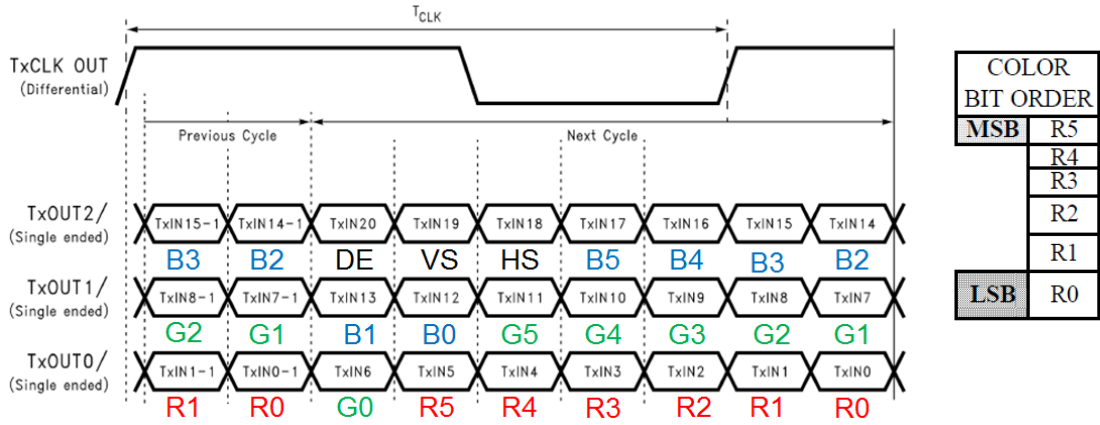 TCLK
TxCLK OUT
(Differential)
Previous Cycle
Next Cycle
TxOUT2/
(Single ended)
TxIN15-1 TxIN14-1 TxIN20 TxIN19 TxIN18 TxIN17 TxIN16 TxIN15 TxIN14
B3 B2 DE VS HS B5 B4 B3 B2
TxOUT1/
(Single ended)
TxIN8-1 TxIN7-1 TxIN13 TxIN12 TxIN11 TxIN10 TxIN9 TxIN8 TxIN7
G2 G1 B1 B0 G5 G4 G3 G2 G1
TxOUT0/
(Single ended)
TxIN1-1 TxIN0-1 TxIN6 TxIN5 TxIN4 TxIN3 TxIN2 TxIN1 TxIN0
R1 R0 G0 R5 R4 R3 R2 R1 R0
COLOR
BIT ORDER
MSB R5
R4
R3
R2
R1
LSB R0